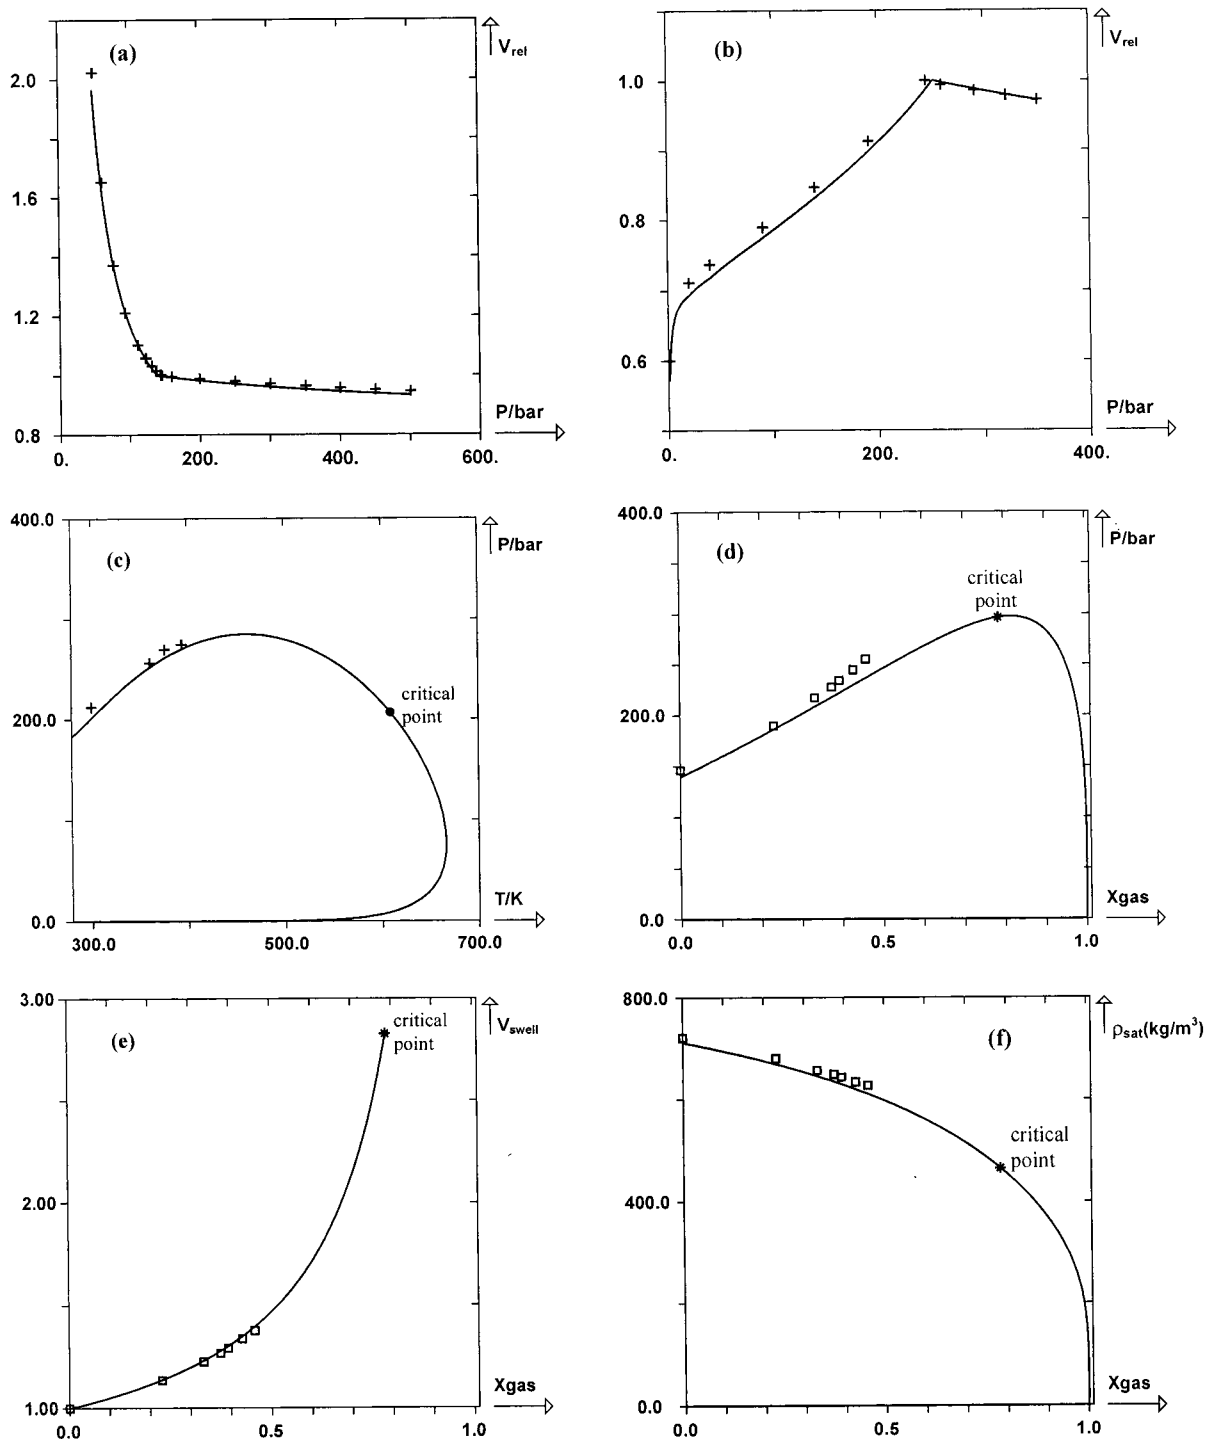 (a)
V_rel
2.0
1.6
1.2
0.8
P/bar
0. 200. 400. 600.
(b)
V_rel
1.0
0.8
0.6
P/bar
0. 200. 400.
400.0
(c)
P/bar
200.0
critical
point
0.0
T/K
300.0 500.0 700.0
400.0
(d)
P/bar
critical
point
200.0
0.0
Xgas
0.0 0.5 1.0
3.00
(e)
V_swell
critical
point
2.00
1.00
Xgas
0.0 0.5 1.0
800.0
(f)
ρ_sat(kg/m³)
critical
point
400.0
0.0
Xgas
0.0 0.5 1.0